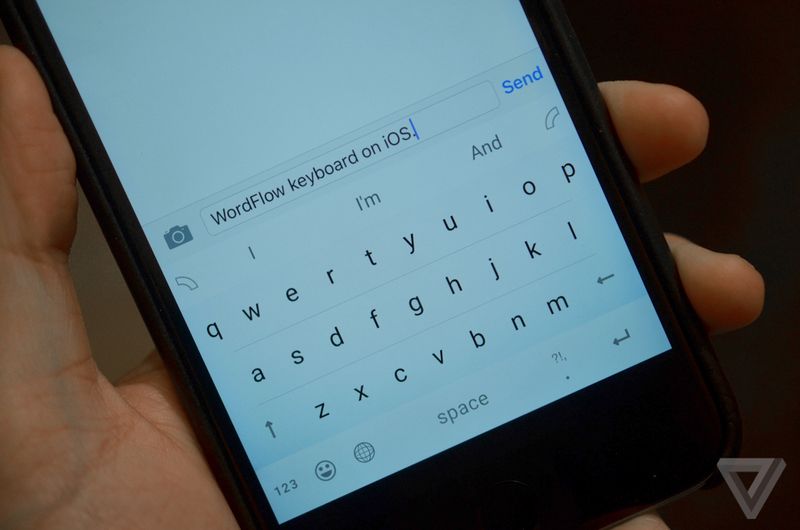 Send
WordFlow keyboard on iOS.
I I'm And
q w e r t y u i o p
a s d f g h j k l
z x c v b n m
123 space ?!, .